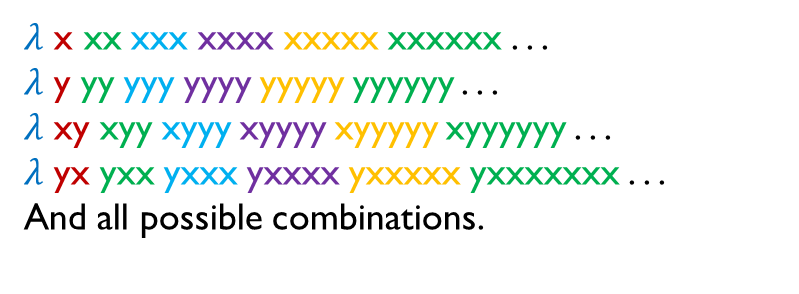 λ x xx xxx xxxx xxxxx xxxxxx ...
λ y yy yyy yyyy yyyyy yyyyyy ...
λ xy xyy xyyy xyyyy xyyyyy xyyyyyy ...
λ yx yxx yxxx yxxxx yxxxxx yxxxxxxx ...
And all possible combinations.